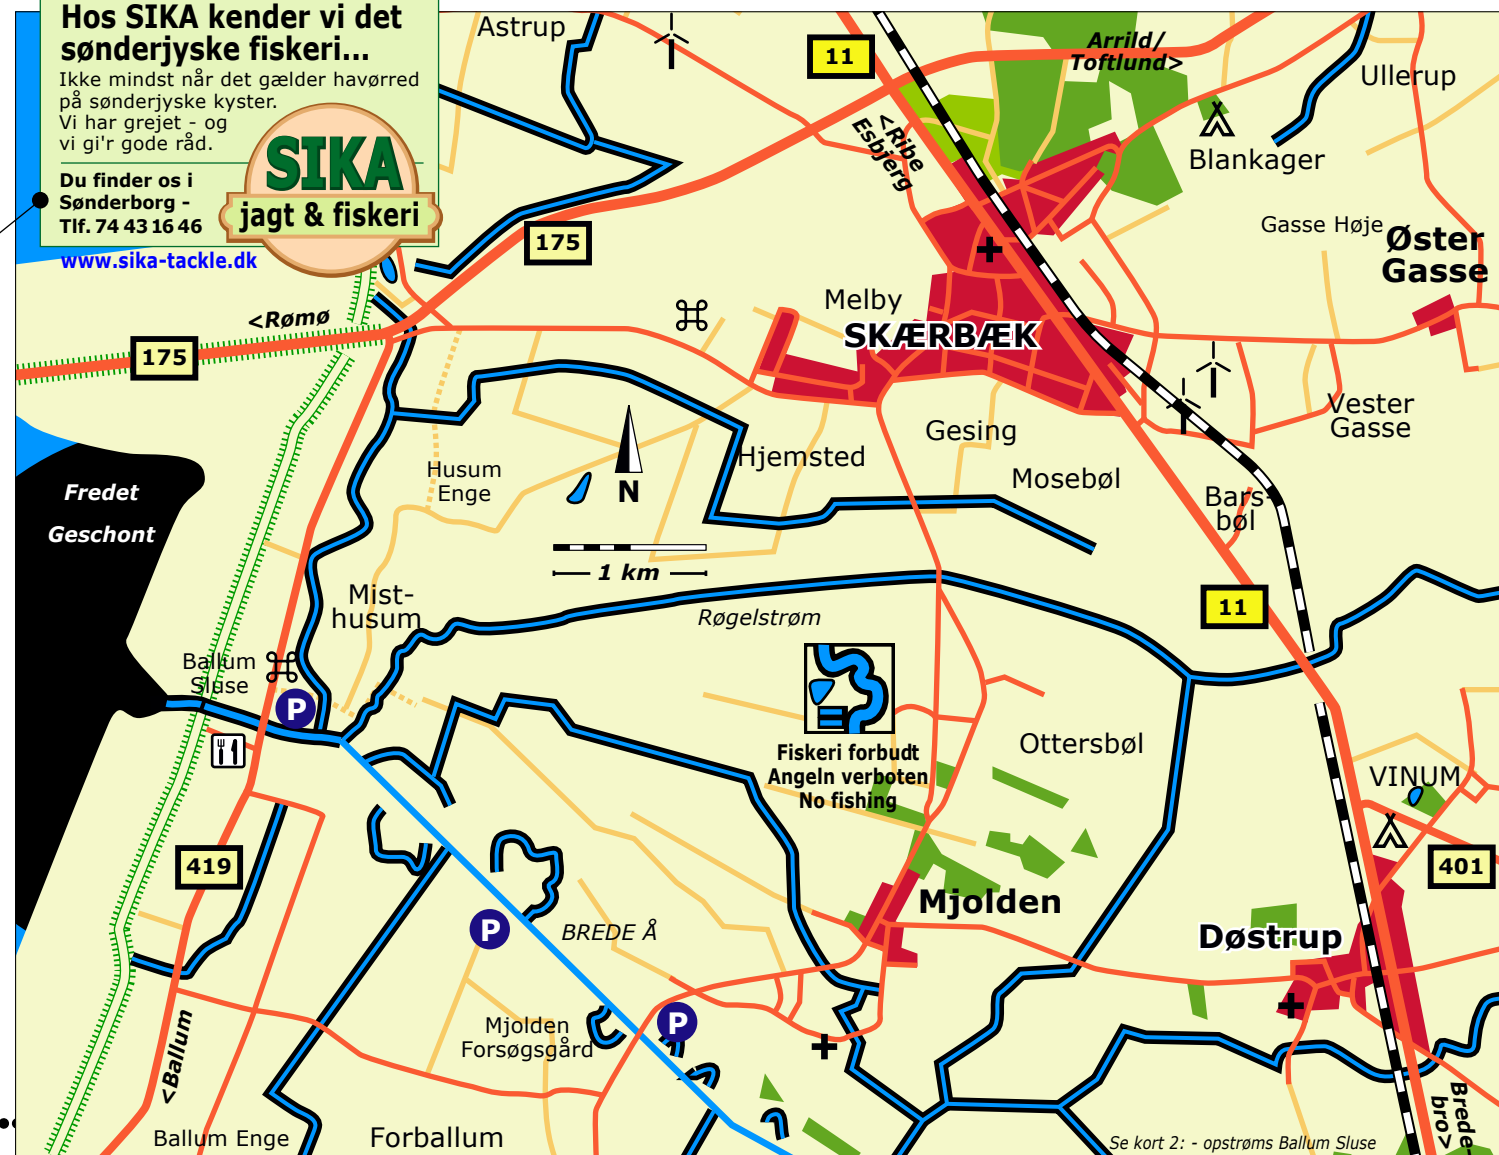 Hos SIKA kender vi det
sønderjyske fiskeri...
Ikke mindst når det gælder havørred
på sønderjyske kyster.
Vi har grejet - og
vi gi'r gode råd.
Du finder os i
Sønderborg -
Tlf. 74 43 16 46
www.sika-tackle.dk
SIKA
jagt & fiskeri
Astrup
11
Arrild/
Toftlund>
Ullerup
<Ribe
Esbjerg
Blankager
175
Gasse Høje
Øster
Gasse
<Rømø
175
Melby
SKÆRBÆK
Vester
Gasse
Gesing
Hjemsted
Mosebøl
Husum
Enge
N
Bars-
bøl
Fredet
Geschont
1 km
Mist-
husum
Røgelstrøm
11
Ballum
Sluse
P
Fiskeri forbudt
Angeln verboten
No fishing
Ottersbøl
VINUM
419
401
Mjolden
P
BREDE Å
Døstrup
Mjolden
Forsøgsgård
P
<Ballum
Ballum Enge
Forballum
Se kort 2: - opstrøms Ballum Sluse
Brede-
bro>